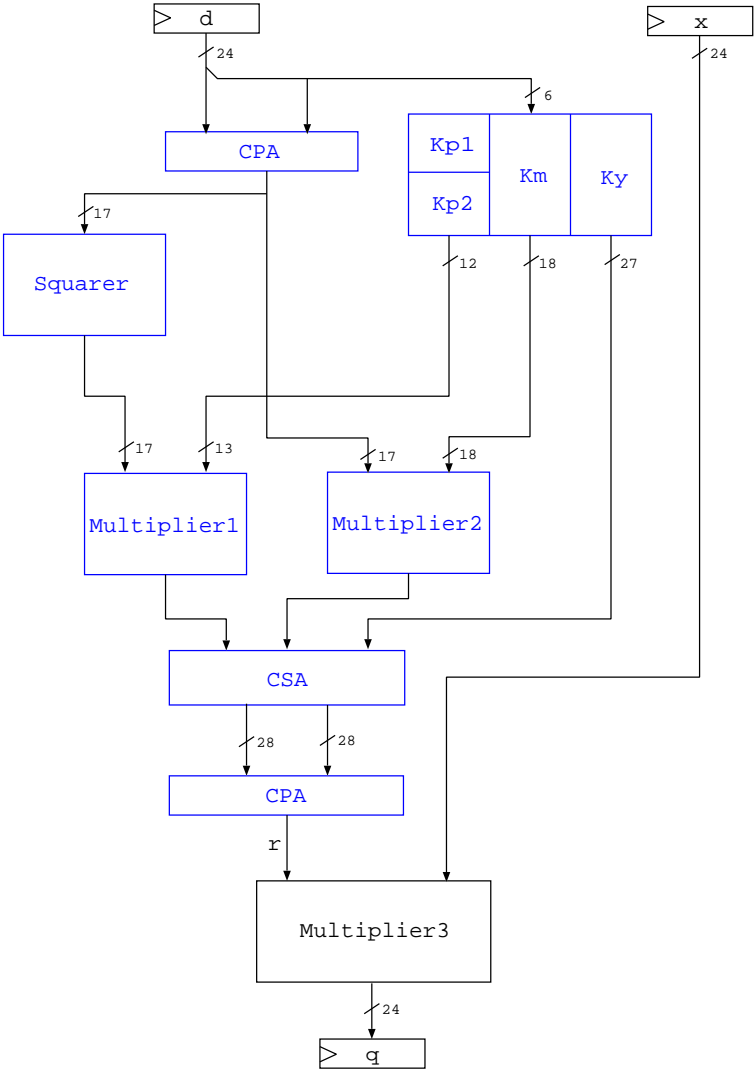 d
x
24
24
6
CPA
Kp1
Km
Ky
Kp2
17
12
18
27
Squarer
17
13
17
18
Multiplier1
Multiplier2
CSA
28
28
CPA
r
Multiplier3
24
q